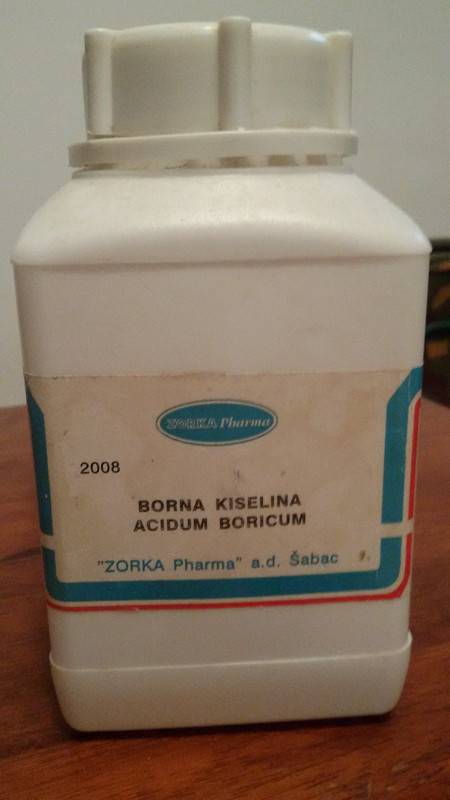 ZORKA Pharma
2008
BORNA KISELINA
ACIDUM BORICUM
"ZORKA Pharma" a.d. Šabac